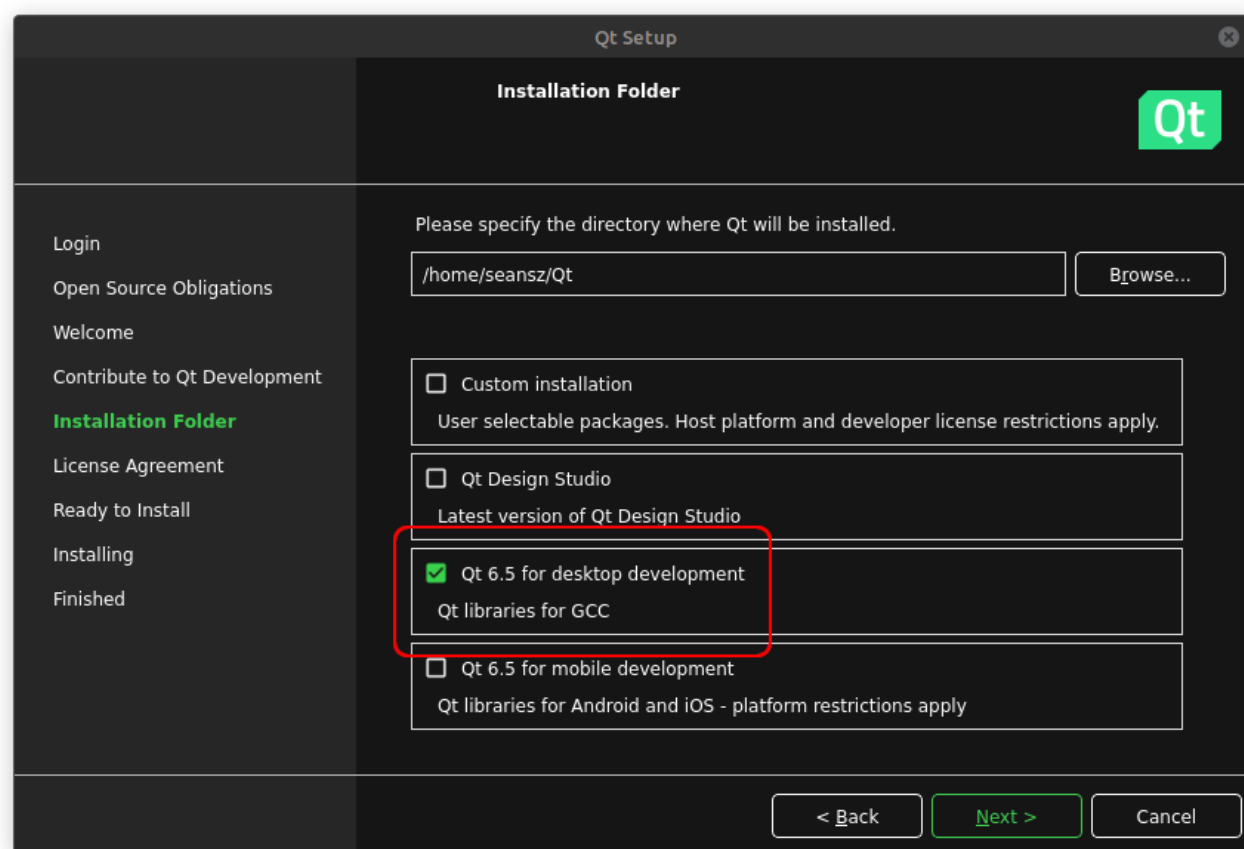 Qt Setup
Installation Folder
Qt
Login
Open Source Obligations
Welcome
Contribute to Qt Development
Installation Folder
License Agreement
Ready to Install
Installing
Finished
Please specify the directory where Qt will be installed.
/home/seansz/Qt
Browse...
Custom installation
User selectable packages. Host platform and developer license restrictions apply.
Qt Design Studio
Latest version of Qt Design Studio
Qt 6.5 for desktop development
Qt libraries for GCC
Qt 6.5 for mobile development
Qt libraries for Android and iOS - platform restrictions apply
< Back
Next >
Cancel